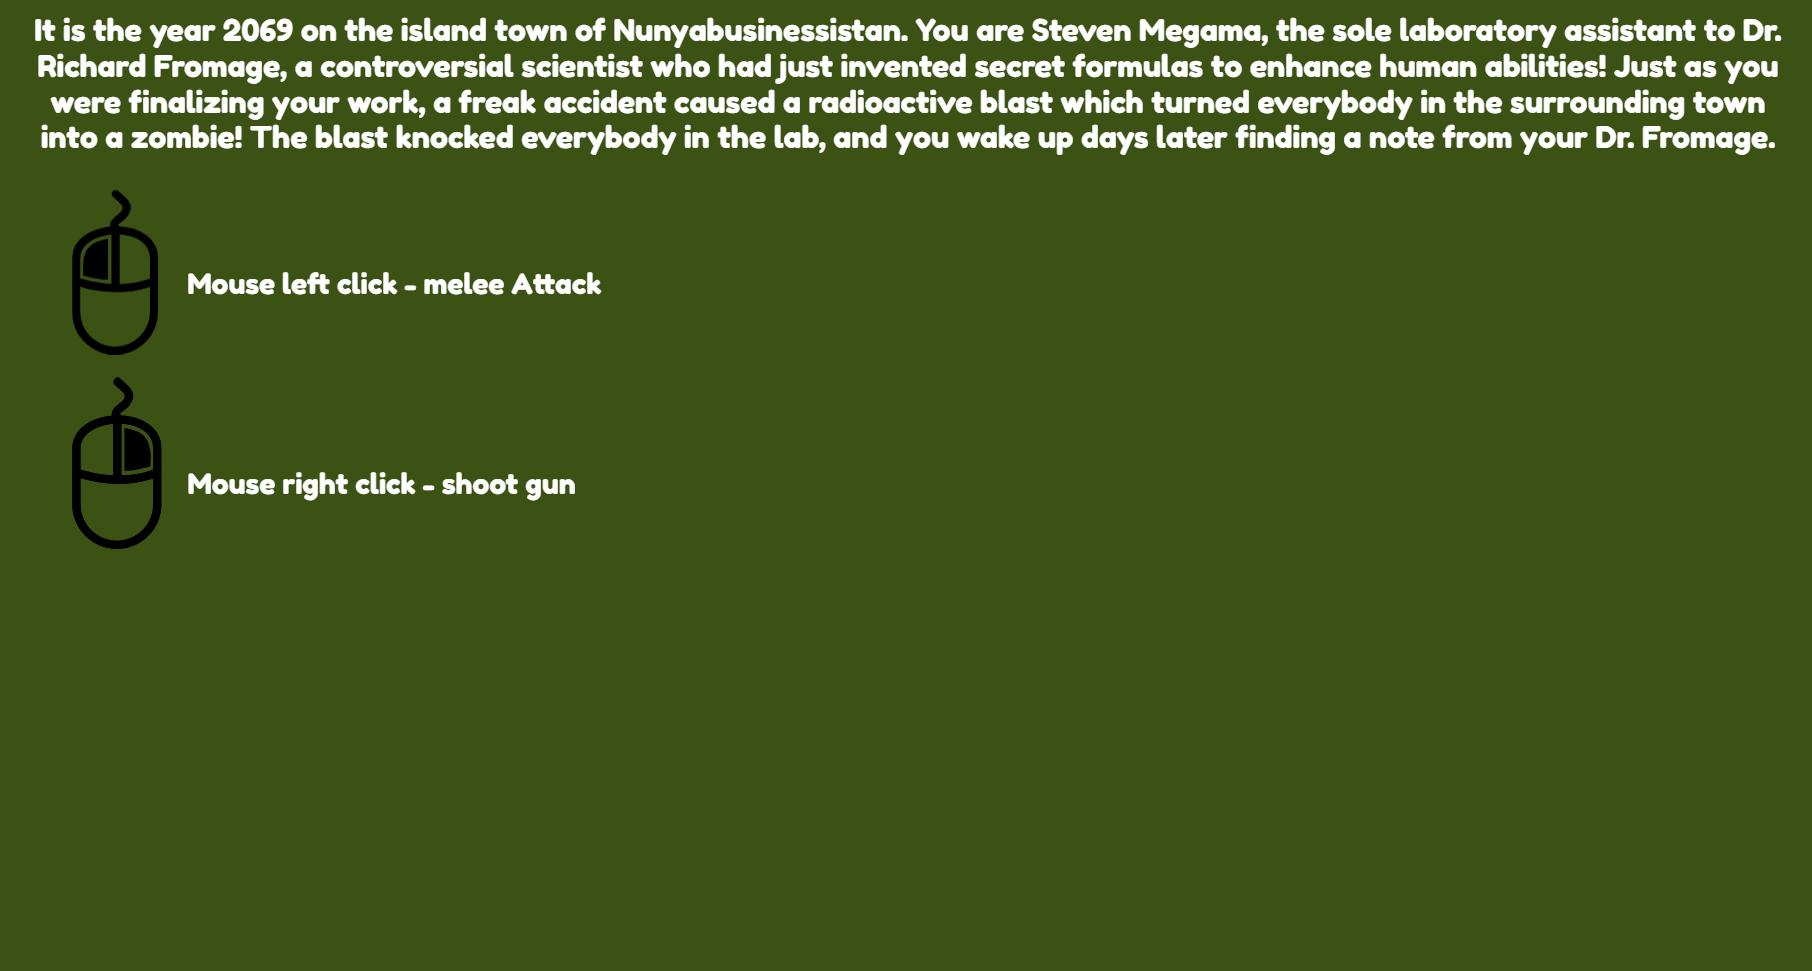 It is the year 2069 on the island town of Nunyabusinessistan. You are Steven Megama, the sole laboratory assistant to Dr.
Richard Fromage, a controversial scientist who had just invented secret formulas to enhance human abilities! Just as you
were finalizing your work, a freak accident caused a radioactive blast which turned everybody in the surrounding town
into a zombie! The blast knocked everybody in the lab, and you wake up days later finding a note from your Dr. Fromage.
Mouse left click - melee Attack
Mouse right click - shoot gun